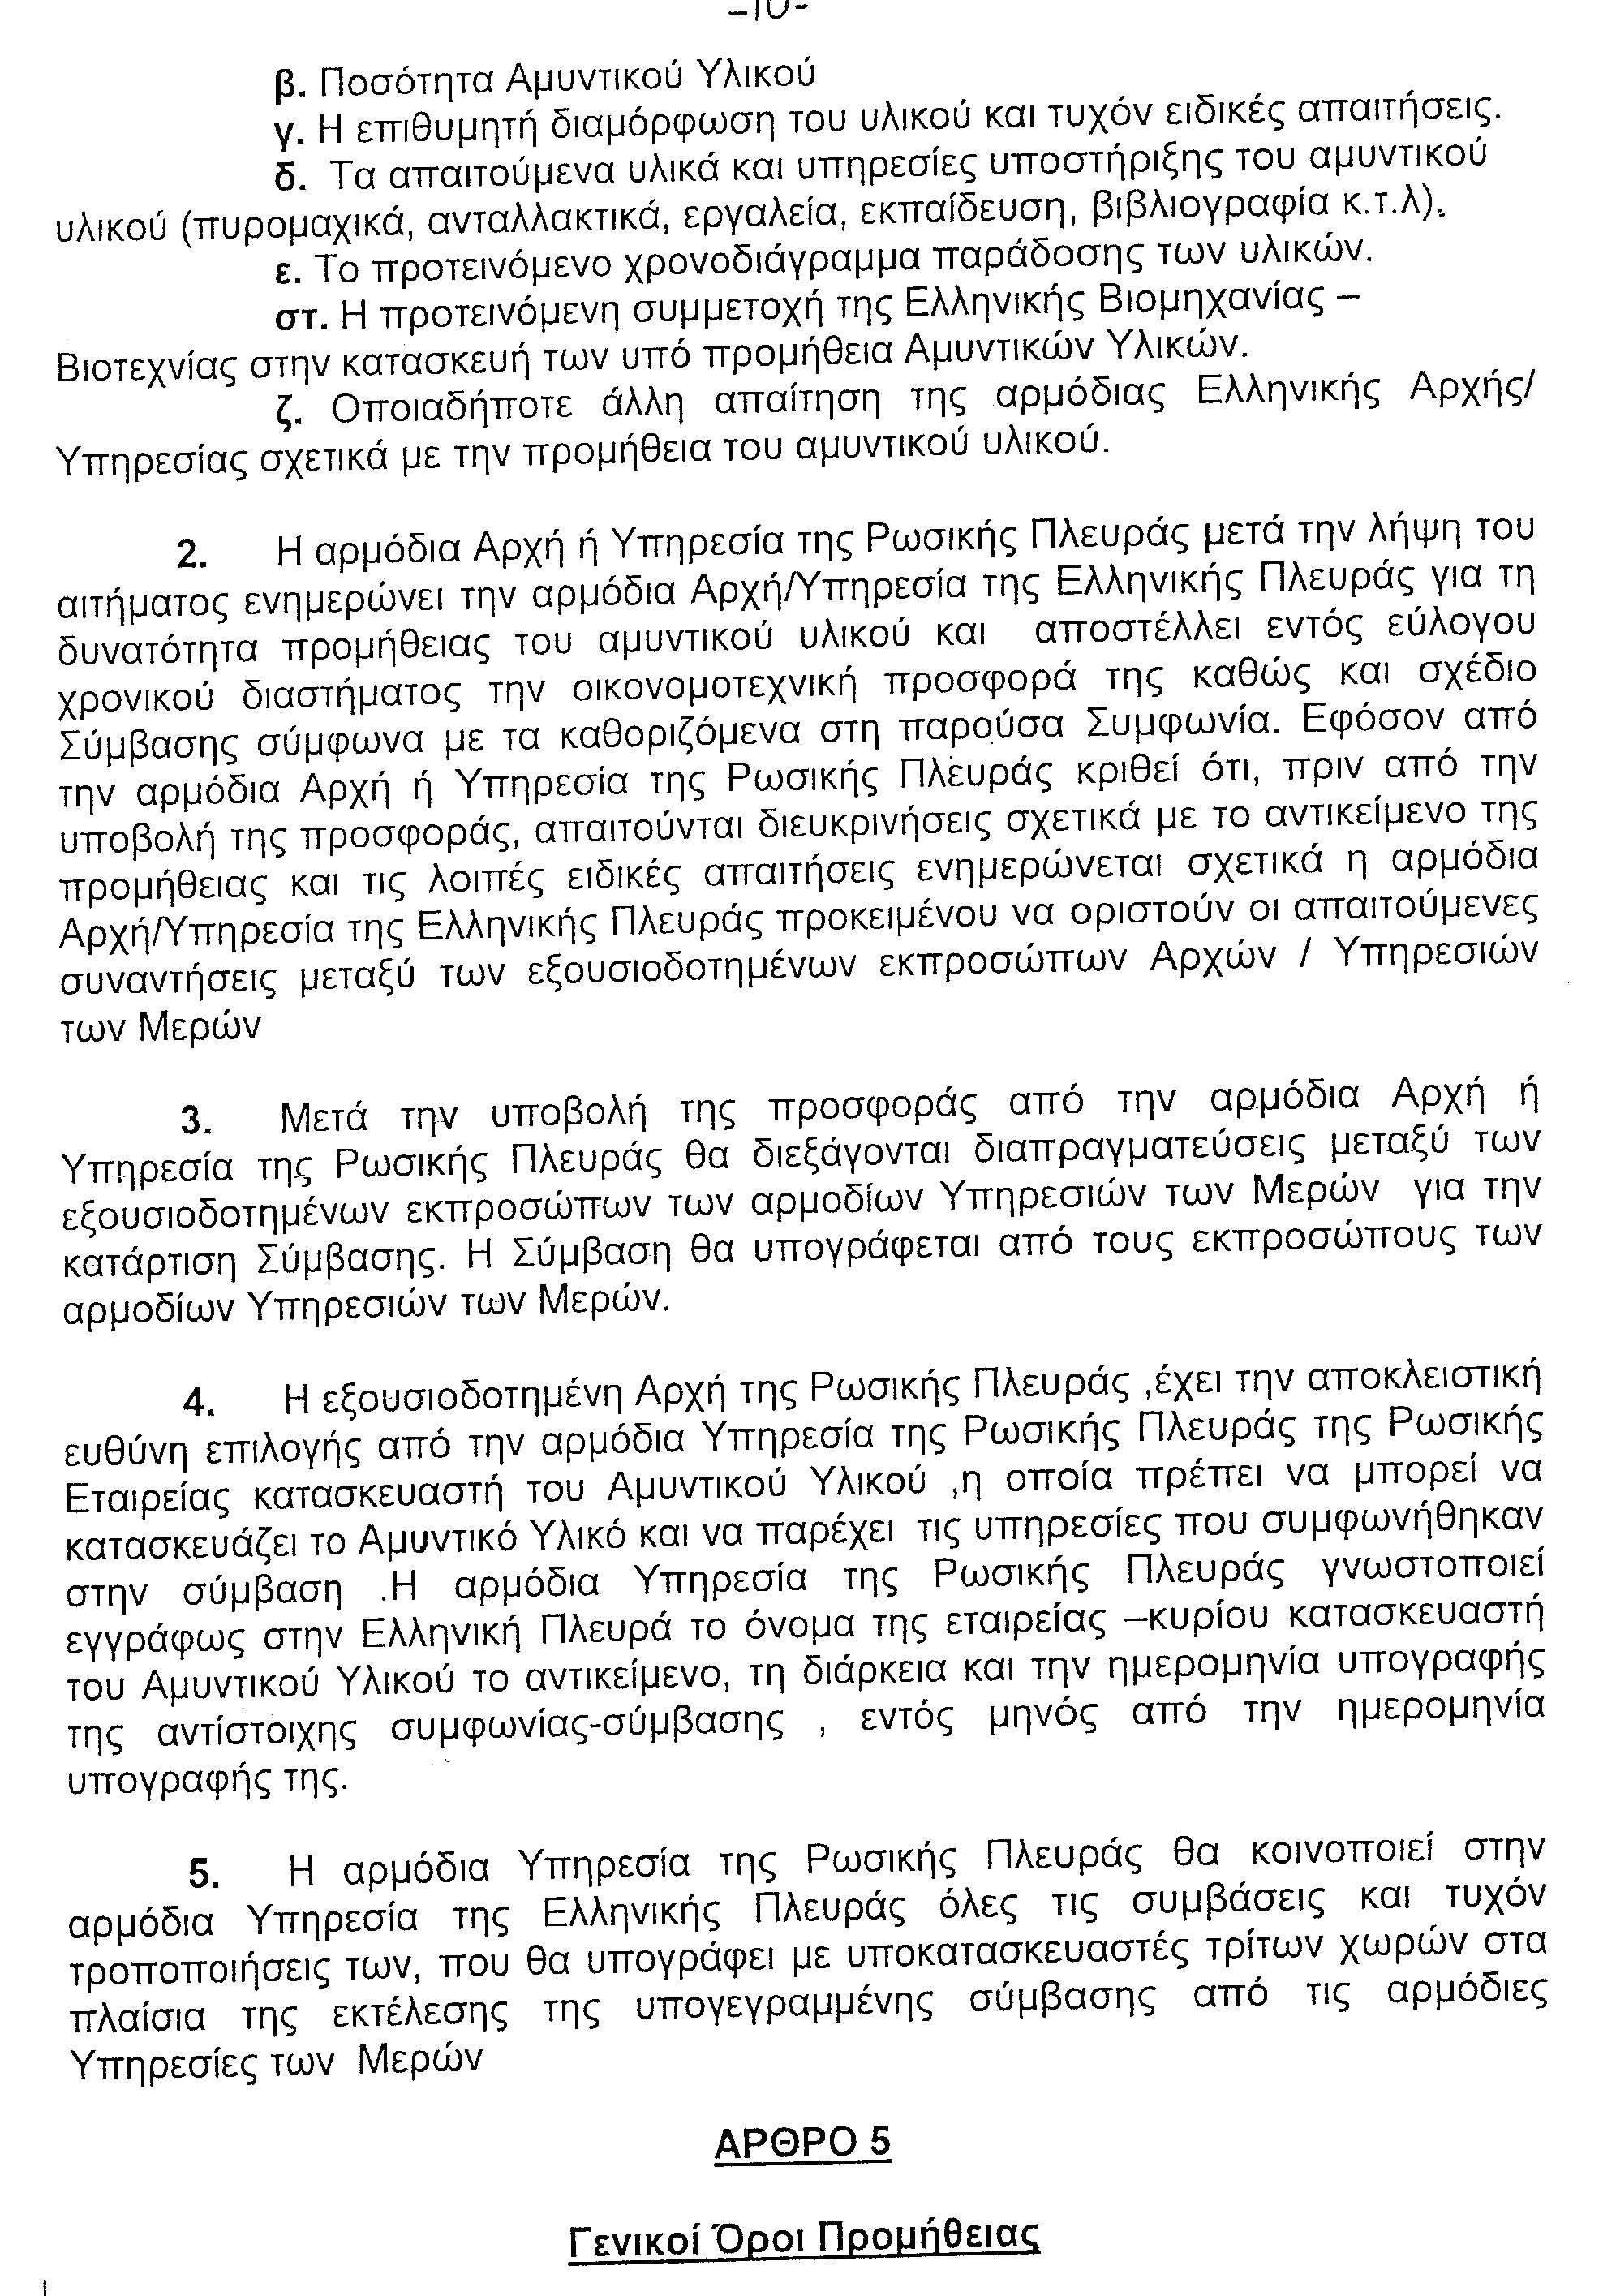 -10-
β. Ποσότητα Αμυντικού Υλικού
γ. Η επιθυμητή διαμόρφωση του υλικού και τυχόν ειδικές απαιτήσεις.
δ. Τα απαιτούμενα υλικά και υπηρεσίες υποστήριξης του αμυντικού
υλικού (πυρομαχικά, ανταλλακτικά, εργαλεία, εκπαίδευση, βιβλιογραφία κ.τ.λ).
ε. Το προτεινόμενο χρονοδιάγραμμα παράδοσης των υλικών.
στ. Η προτεινόμενη συμμετοχή της Ελληνικής Βιομηχανίας –
Βιοτεχνίας στην κατασκευή των υπό προμήθεια Αμυντικών Υλικών.
ζ. Οποιαδήποτε άλλη απαίτηση της αρμόδιας Ελληνικής Αρχής/
Υπηρεσίας σχετικά με την προμήθεια του αμυντικού υλικού.
2. Η αρμόδια Αρχή ή Υπηρεσία της Ρωσικής Πλευράς μετά την λήψη του
αιτήματος ενημερώνει την αρμόδια Αρχή/Υπηρεσία της Ελληνικής Πλευράς για τη
δυνατότητα προμήθειας του αμυντικού υλικού και αποστέλλει εντός εύλογου
χρονικού διαστήματος την οικονομοτεχνική προσφορά της καθώς και σχέδιο
Σύμβασης σύμφωνα με τα καθοριζόμενα στη παρούσα Συμφωνία. Εφόσον από
την αρμόδια Αρχή ή Υπηρεσία της Ρωσικής Πλευράς κριθεί ότι, πριν από την
υποβολή της προσφοράς, απαιτούνται διευκρινήσεις σχετικά με το αντικείμενο της
προμήθειας και τις λοιπές ειδικές απαιτήσεις ενημερώνεται σχετικά η αρμόδια
Αρχή/Υπηρεσία της Ελληνικής Πλευράς προκειμένου να οριστούν οι απαιτούμενες
συναντήσεις μεταξύ των εξουσιοδοτημένων εκπροσώπων Αρχών / Υπηρεσιών
των Μερών
3. Μετά την υποβολή της προσφοράς από την αρμόδια Αρχή ή
Υπηρεσία της Ρωσικής Πλευράς θα διεξάγονται διαπραγματεύσεις μεταξύ των
εξουσιοδοτημένων εκπροσώπων των αρμοδίων Υπηρεσιών των Μερών για την
κατάρτιση Σύμβασης. Η Σύμβαση θα υπογράφεται από τους εκπροσώπους των
αρμοδίων Υπηρεσιών των Μερών.
4. Η εξουσιοδοτημένη Αρχή της Ρωσικής Πλευράς ,έχει την αποκλειστική
ευθύνη επιλογής από την αρμόδια Υπηρεσία της Ρωσικής Πλευράς της Ρωσικής
Εταιρείας κατασκευαστή του Αμυντικού Υλικού ,η οποία πρέπει να μπορεί να
κατασκευάζει το Αμυντικό Υλικό και να παρέχει τις υπηρεσίες που συμφωνήθηκαν
στην σύμβαση .Η αρμόδια Υπηρεσία της Ρωσικής Πλευράς γνωστοποιεί
εγγράφως στην Ελληνική Πλευρά το όνομα της εταιρείας –κυρίου κατασκευαστή
του Αμυντικού Υλικού το αντικείμενο, τη διάρκεια και την ημερομηνία υπογραφής
της αντίστοιχης συμφωνίας-σύμβασης , εντός μηνός από την ημερομηνία
υπογραφής της.
5. Η αρμόδια Υπηρεσία της Ρωσικής Πλευράς θα κοινοποιεί στην
αρμόδια Υπηρεσία της Ελληνικής Πλευράς όλες τις συμβάσεις και τυχόν
τροποποιήσεις των, που θα υπογράφει με υποκατασκευαστές τρίτων χωρών στα
πλαίσια της εκτέλεσης της υπογεγραμμένης σύμβασης από τις αρμόδιες
Υπηρεσίες των Μερών
ΑΡΘΡΟ 5
Γενικοί Όροι Προμήθειας